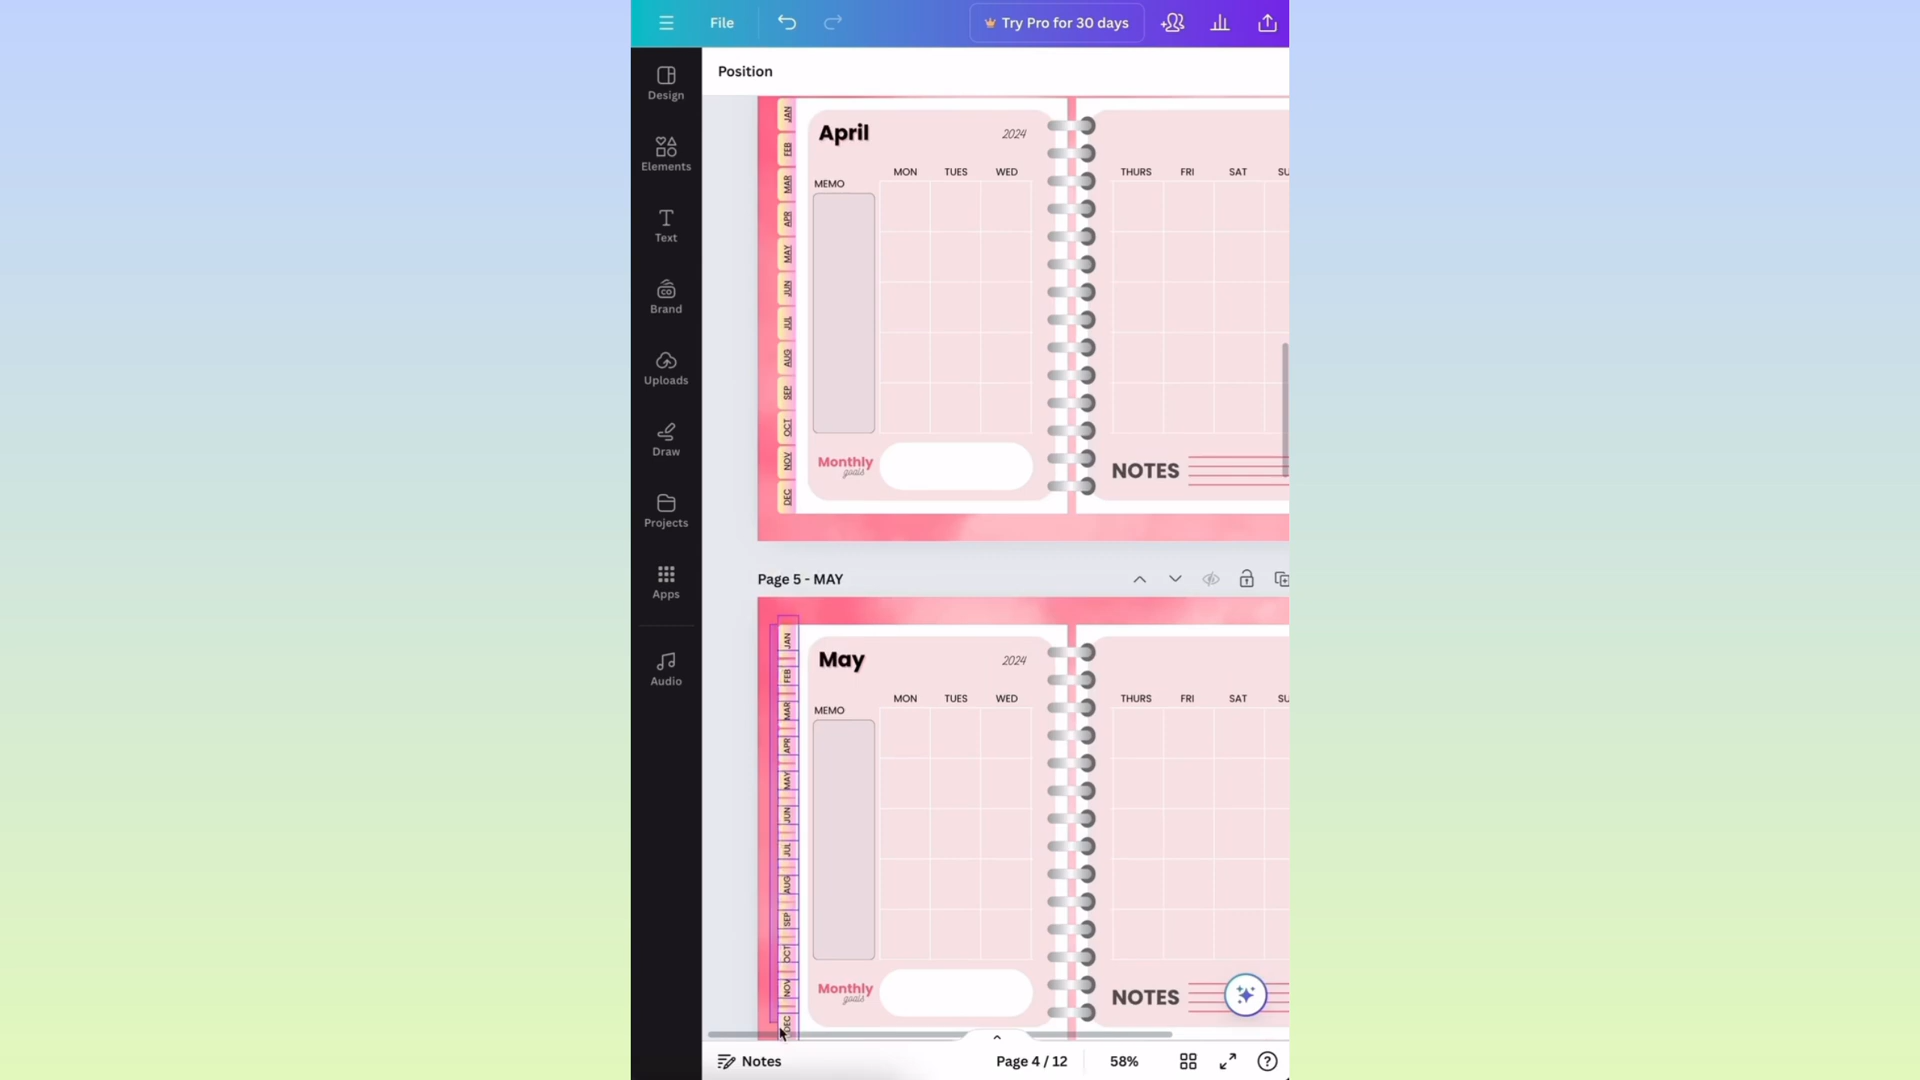 File
Try Pro for 30 days
Position
Design
Elements
Text
Brand
Uploads
Draw
Projects
Apps
Audio
JAN
FEB
MAR
APR
MAY
JUN
JUL
AUG
SEP
OCT
NOV
DEC
April
2024
MEMO
MON TUES WED
THURS FRI SAT SU
Monthly
goals
NOTES
Page 5 - MAY
JAN
FEB
MAR
APR
MAY
JUN
JUL
AUG
SEP
OCT
NOV
DEC
May
2024
MEMO
MON TUES WED
THURS FRI SAT SU
Monthly
goals
NOTES
Notes
Page 4 / 12
58%